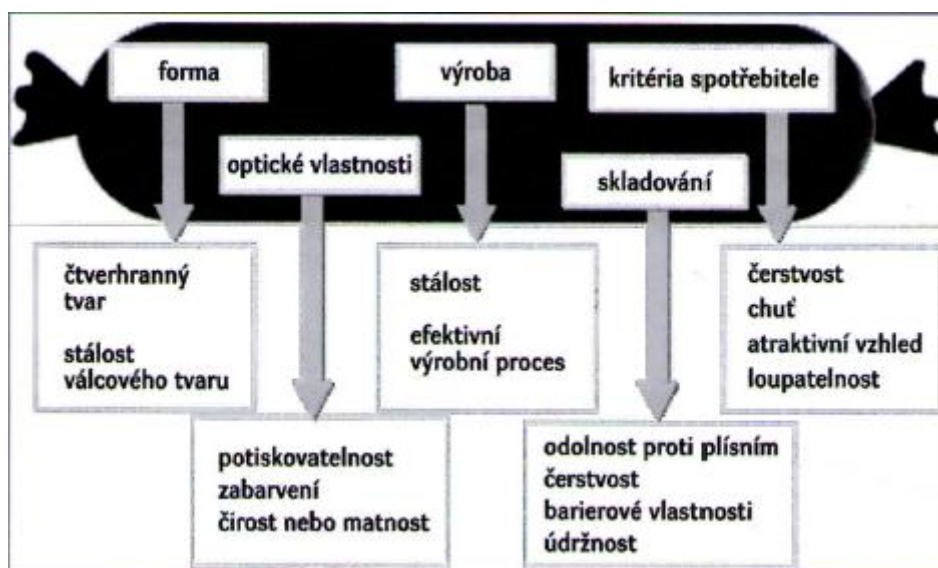 forma
výroba
kritéria spotřebitele
optické vlastnosti
skladování
čtverhranný
tvar
stálost
válcového tvaru
stálost
efektivní
výrobní proces
čerstvost
chuť
atraktivní vzhled
loupatelnost
potiskovatelnost
zabarvení
čirost nebo matnost
odolnost proti plísním
čerstvost
barierové vlastnosti
údržnost